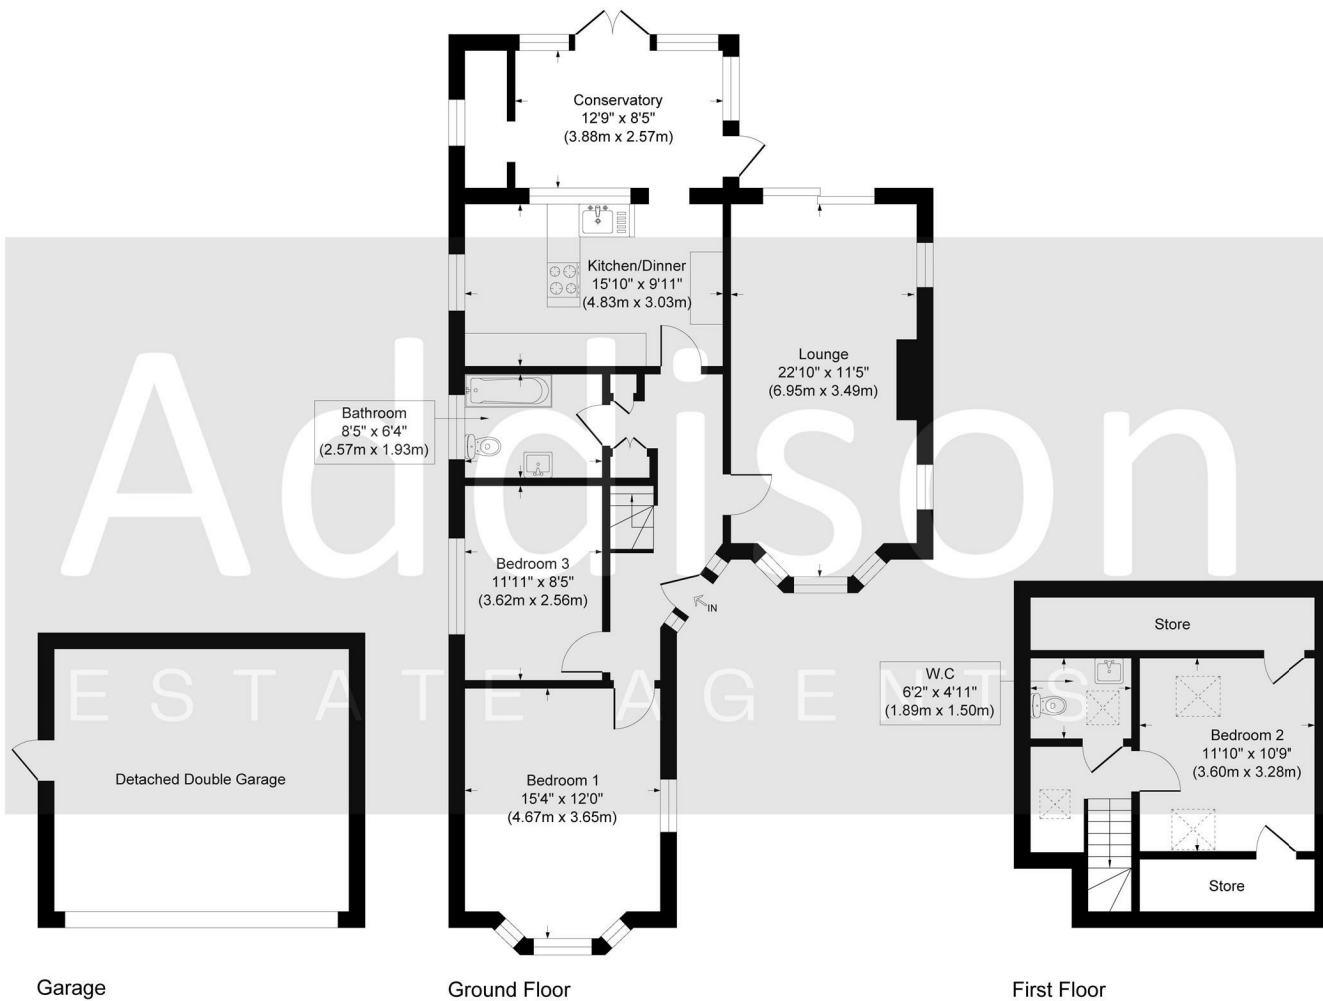 Conservatory
12'9" x 8'5"
(3.88m x 2.57m)
Kitchen/Dinner
15'10" x 9'11"
(4.83m x 3.03m)
Lounge
22'10" x 11'5"
(6.95m x 3.49m)
Bathroom
8'5" x 6'4"
(2.57m x 1.93m)
Addison
ESTATE AGENTS
Bedroom 3
11'11" x 8'5"
(3.62m x 2.56m)
IN
Detached Double Garage
Bedroom 1
15'4" x 12'0"
(4.67m x 3.65m)
Store
W.C
6'2" x 4'11"
(1.89m x 1.50m)
Bedroom 2
11'10" x 10'9"
(3.60m x 3.28m)
Store
Garage
Ground Floor
First Floor